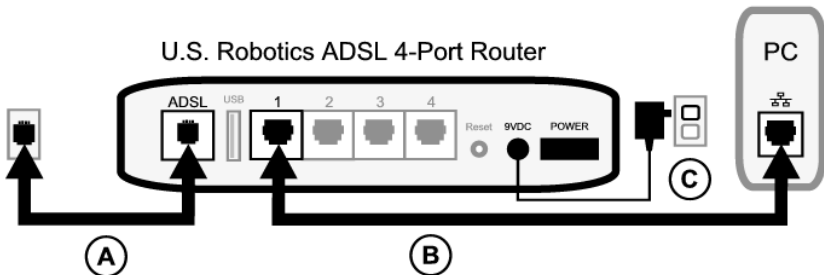 U.S. Robotics ADSL 4-Port Router
PC
ADSL
USB
1
2
3
4
Reset
9VDC
POWER
C
A
B